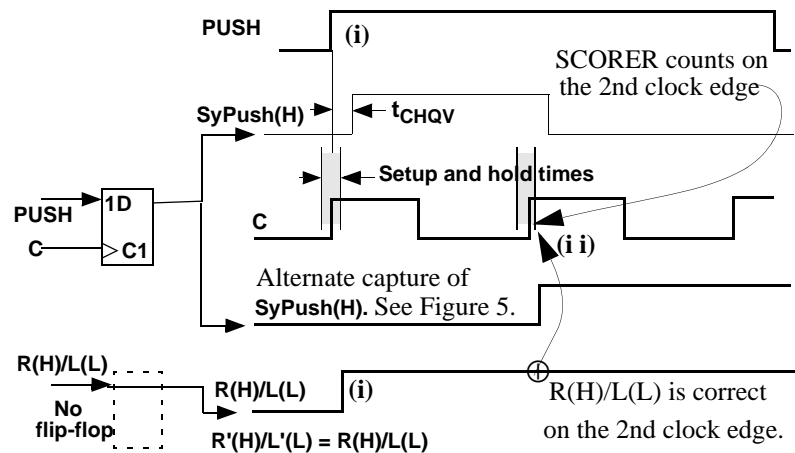 PUSH
(i)
SCORER counts on
the 2nd clock edge
SyPush(H)
tCHQV
Setup and hold times
PUSH
1D
C
C1
C
(i i)
Alternate capture of
SyPush(H). See Figure 5.
R(H)/L(L)
R(H)/L(L)
(i)
No
flip-flop
R'(H)/L'(L) = R(H)/L(L)
R(H)/L(L) is correct
on the 2nd clock edge.